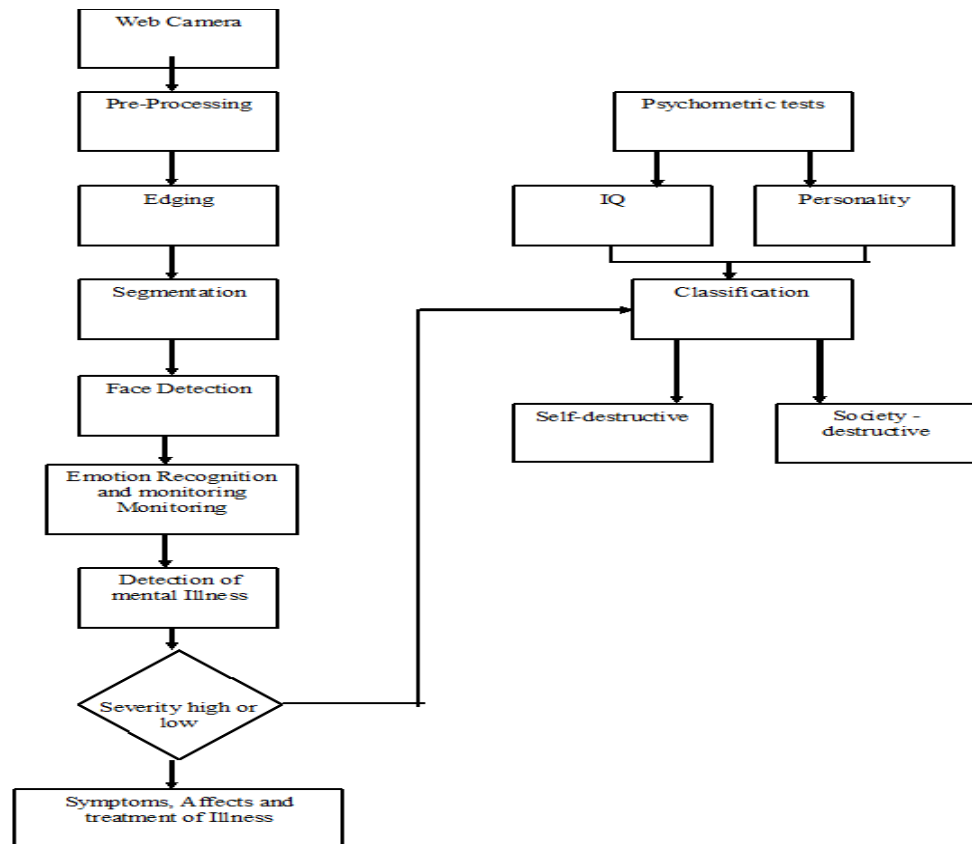 Web Camera
Pre-Processing
Edging
Segmentation
Face Detection
Emotion Recognition
and monitoring
Monitoring
Detection of
mental Illness
Severity high or
low
Symptoms, Affects and
treatment of Illness
Psychometric tests
IQ
Personality
Classification
Self-destructive
Society -
destructive